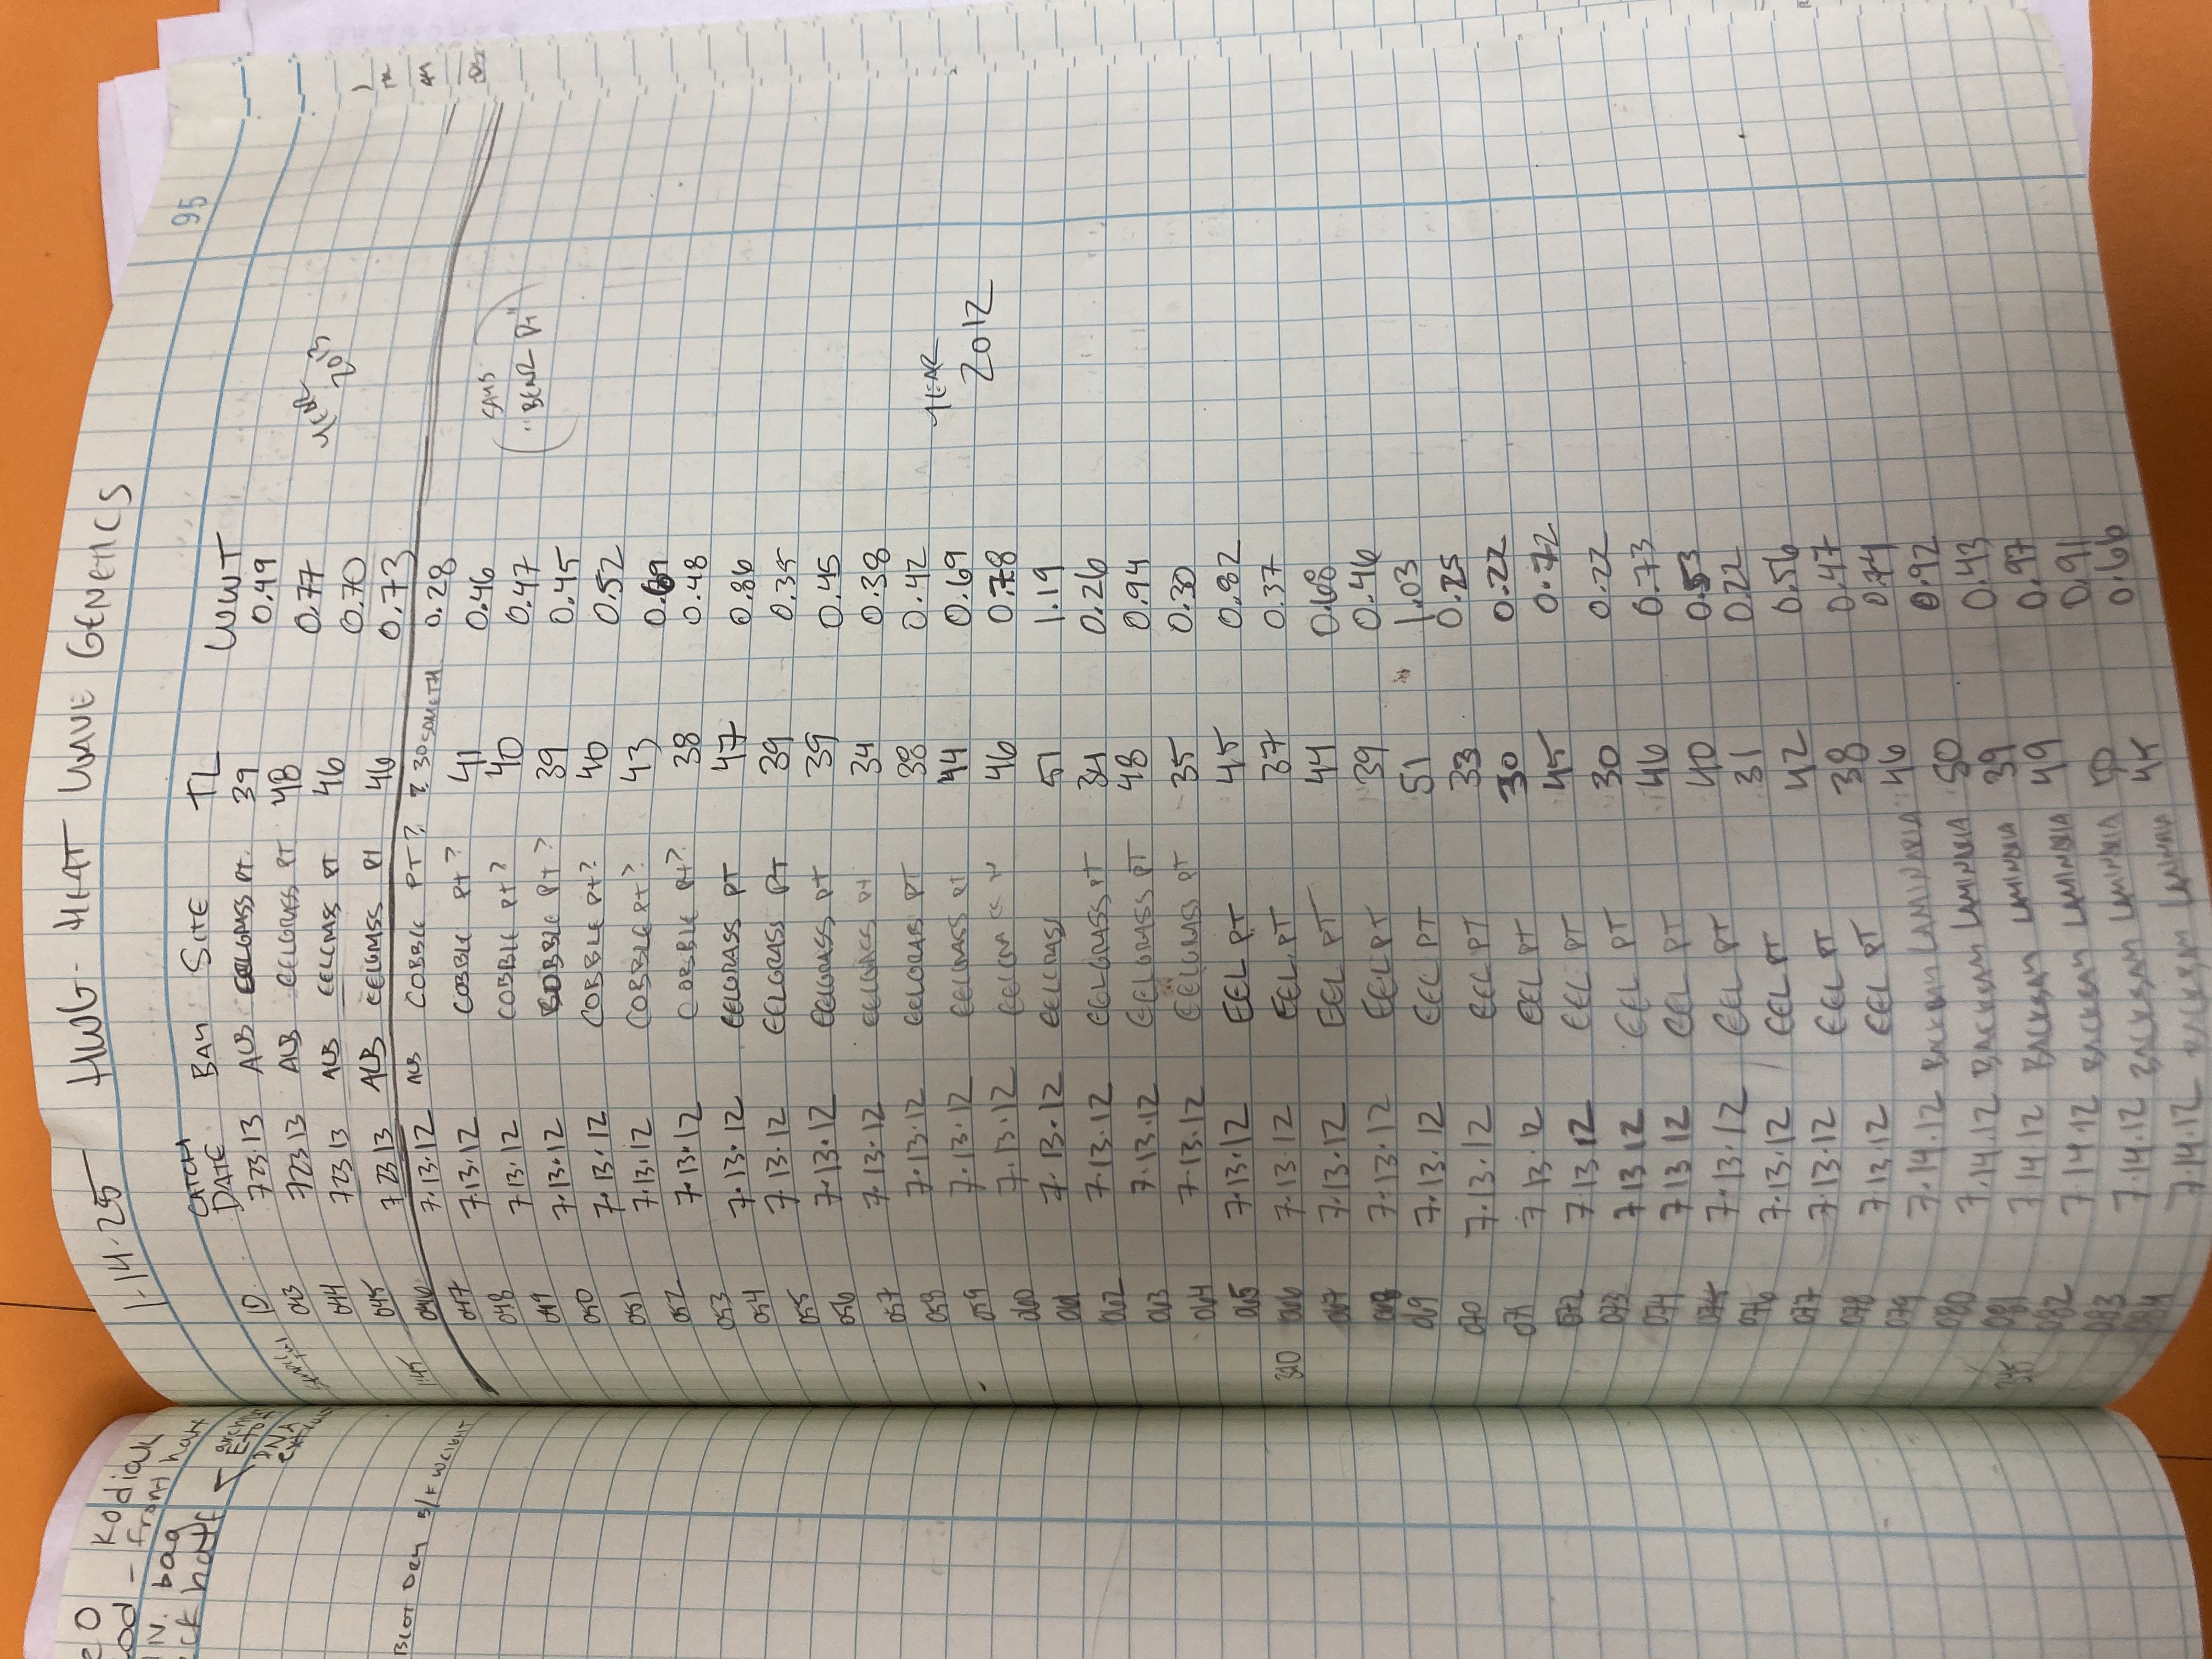 e O Kodiak
cod - front half
IN. bag
eck half <
archive
EtO
DNA
extract
BLOT DRY B/F WEIGHT
1-14-25 HWG - HEAT WAVE GENETICS
95
ID CATCH DATE BAY SITE TL WWT
043 7.23.13 ALB EELGRASS PT. 39 0.49
044 7 23 13 ALB EELGRASS PT 48 0.77
045 7 23 13 ALB EELGRASS PT 46 0.70
YEAR 2013
1:45 046 7 23 13 ALB EELGRASS PT 46 0.73
047 7.13.12 ALB COBBLE PT? ? 30 SOMETH. 0.28
048 7.13.12 COBBLE Pt? 41 0.46
049 7.13.12 COBBLE Pt? 40 0.47
(SAYS "BEAR Pt")
050 7.13.12 COBBLE Pt? 39 0.45
051 7.13.12 COBBLE Pt? 40 0.52
052 7.13.12 COBBLE Pt? 43 0.69
053 7.13.12 COBBLE Pt? 38 0.48
054 7.13.12 EELGRASS PT 47 0.86
055 7.13.12 EELGRASS PT 39 0.35
056 7.13.12 EELGRASS PT 39 0.45
057 7.13.12 EELGRASS PT 34 0.38
058 7.13.12 EELGRASS PT 38 0.42
059 7.13.12 EELGRASS PT 44 0.69
YEAR 2012
060 7.13.12 EELGRASS PT 46 0.78
061 7.13.12 EELGRASS 51 1.19
062 7.13.12 EELGRASS PT 34 0.26
063 7.13.12 EELGRASS PT 48 0.94
064 7.13.12 EELGRASS PT 35 0.30
065 7.13.12 EEL PT 45 0.82
320 066 7.13.12 EEL PT 37 0.37
067 7.13.12 EEL PT 44 0.68
068 7.13.12 EEL PT 39 0.46
069 7.13.12 EEL PT 51 1.03
070 7.13.12 EEL PT 33 0.25
071 7 13.12 EEL PT 30 0.22
072 7 13 12 EEL PT 45 0.72
073 7 13 12 EEL PT 30 0.22
074 7 13 12 EEL PT 46 0.73
075 7.13.12 EEL PT 40 0.53
076 7.13.12 EEL PT 31 0.22
077 7.13.12 EEL PT 42 0.56
078 7.13.12 EEL PT 38 0.47
079 7.14.12 BACKBAY LAMINARIA 46 0.74
080 7.14.12 BACKBAY LAMINARIA 50 0.92
345 081 7 14 12 BACKBAY LAMINARIA 39 0.43
082 7.14.12 BACKBAY LAMINARIA 49 0.97
083 7.14.12 BACKBAY LAMINARIA 50 0.91
084 7.14.12 BACKBAY LAMINARIA 45 0.66